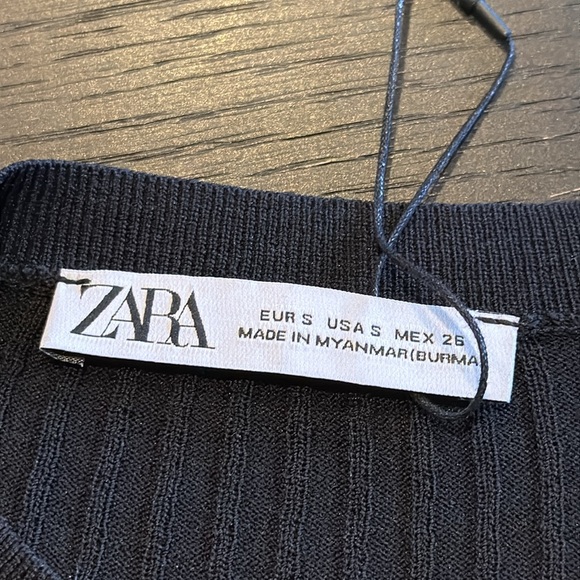 ZARA
EUR S USA S MEX 26
MADE IN MYANMAR(BURMA